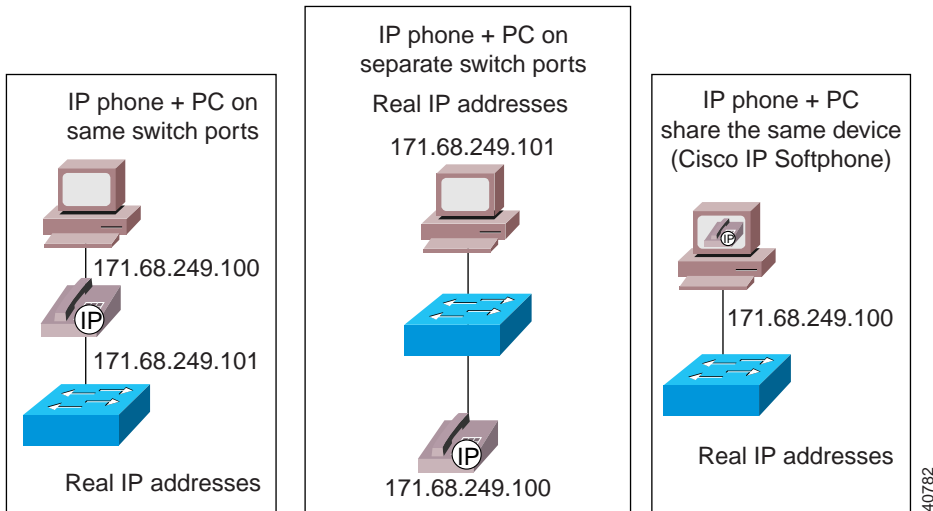 IP phone + PC on
same switch ports
171.68.249.100
IP
171.68.249.101
Real IP addresses
IP phone + PC on
separate switch ports
Real IP addresses
171.68.249.101
IP
171.68.249.100
IP phone + PC
share the same device
(Cisco IP Softphone)
IP
171.68.249.100
Real IP addresses
40782